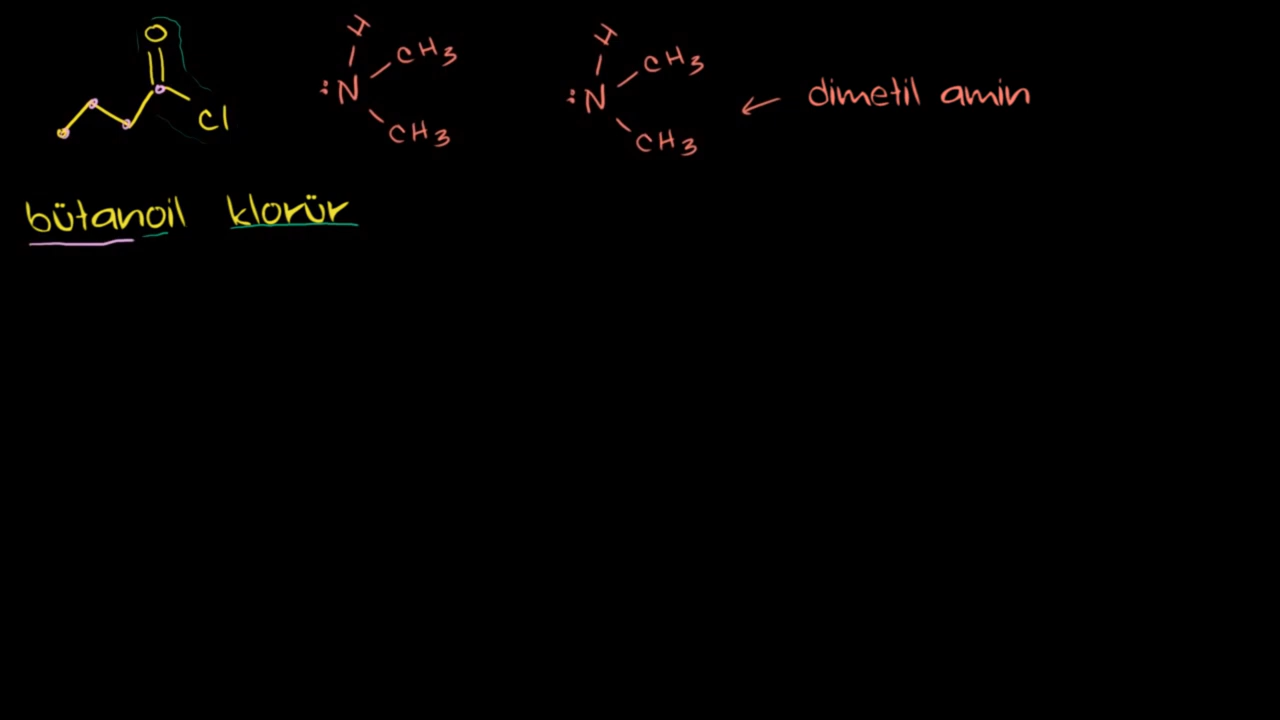 O
Cl
H
:N
CH3
CH3
H
:N
CH3
CH3
← dimetil amin
bütanoil klorür